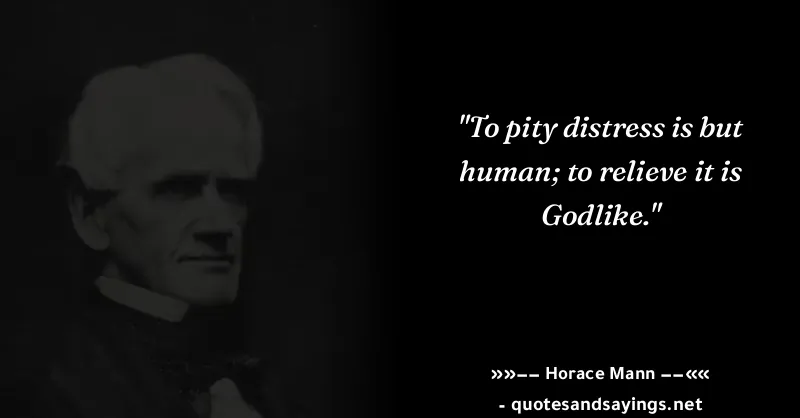 "To pity distress is but
human; to relieve it is
Godlike."
»»–– Horace Mann ––««
- quotesandsayings.net